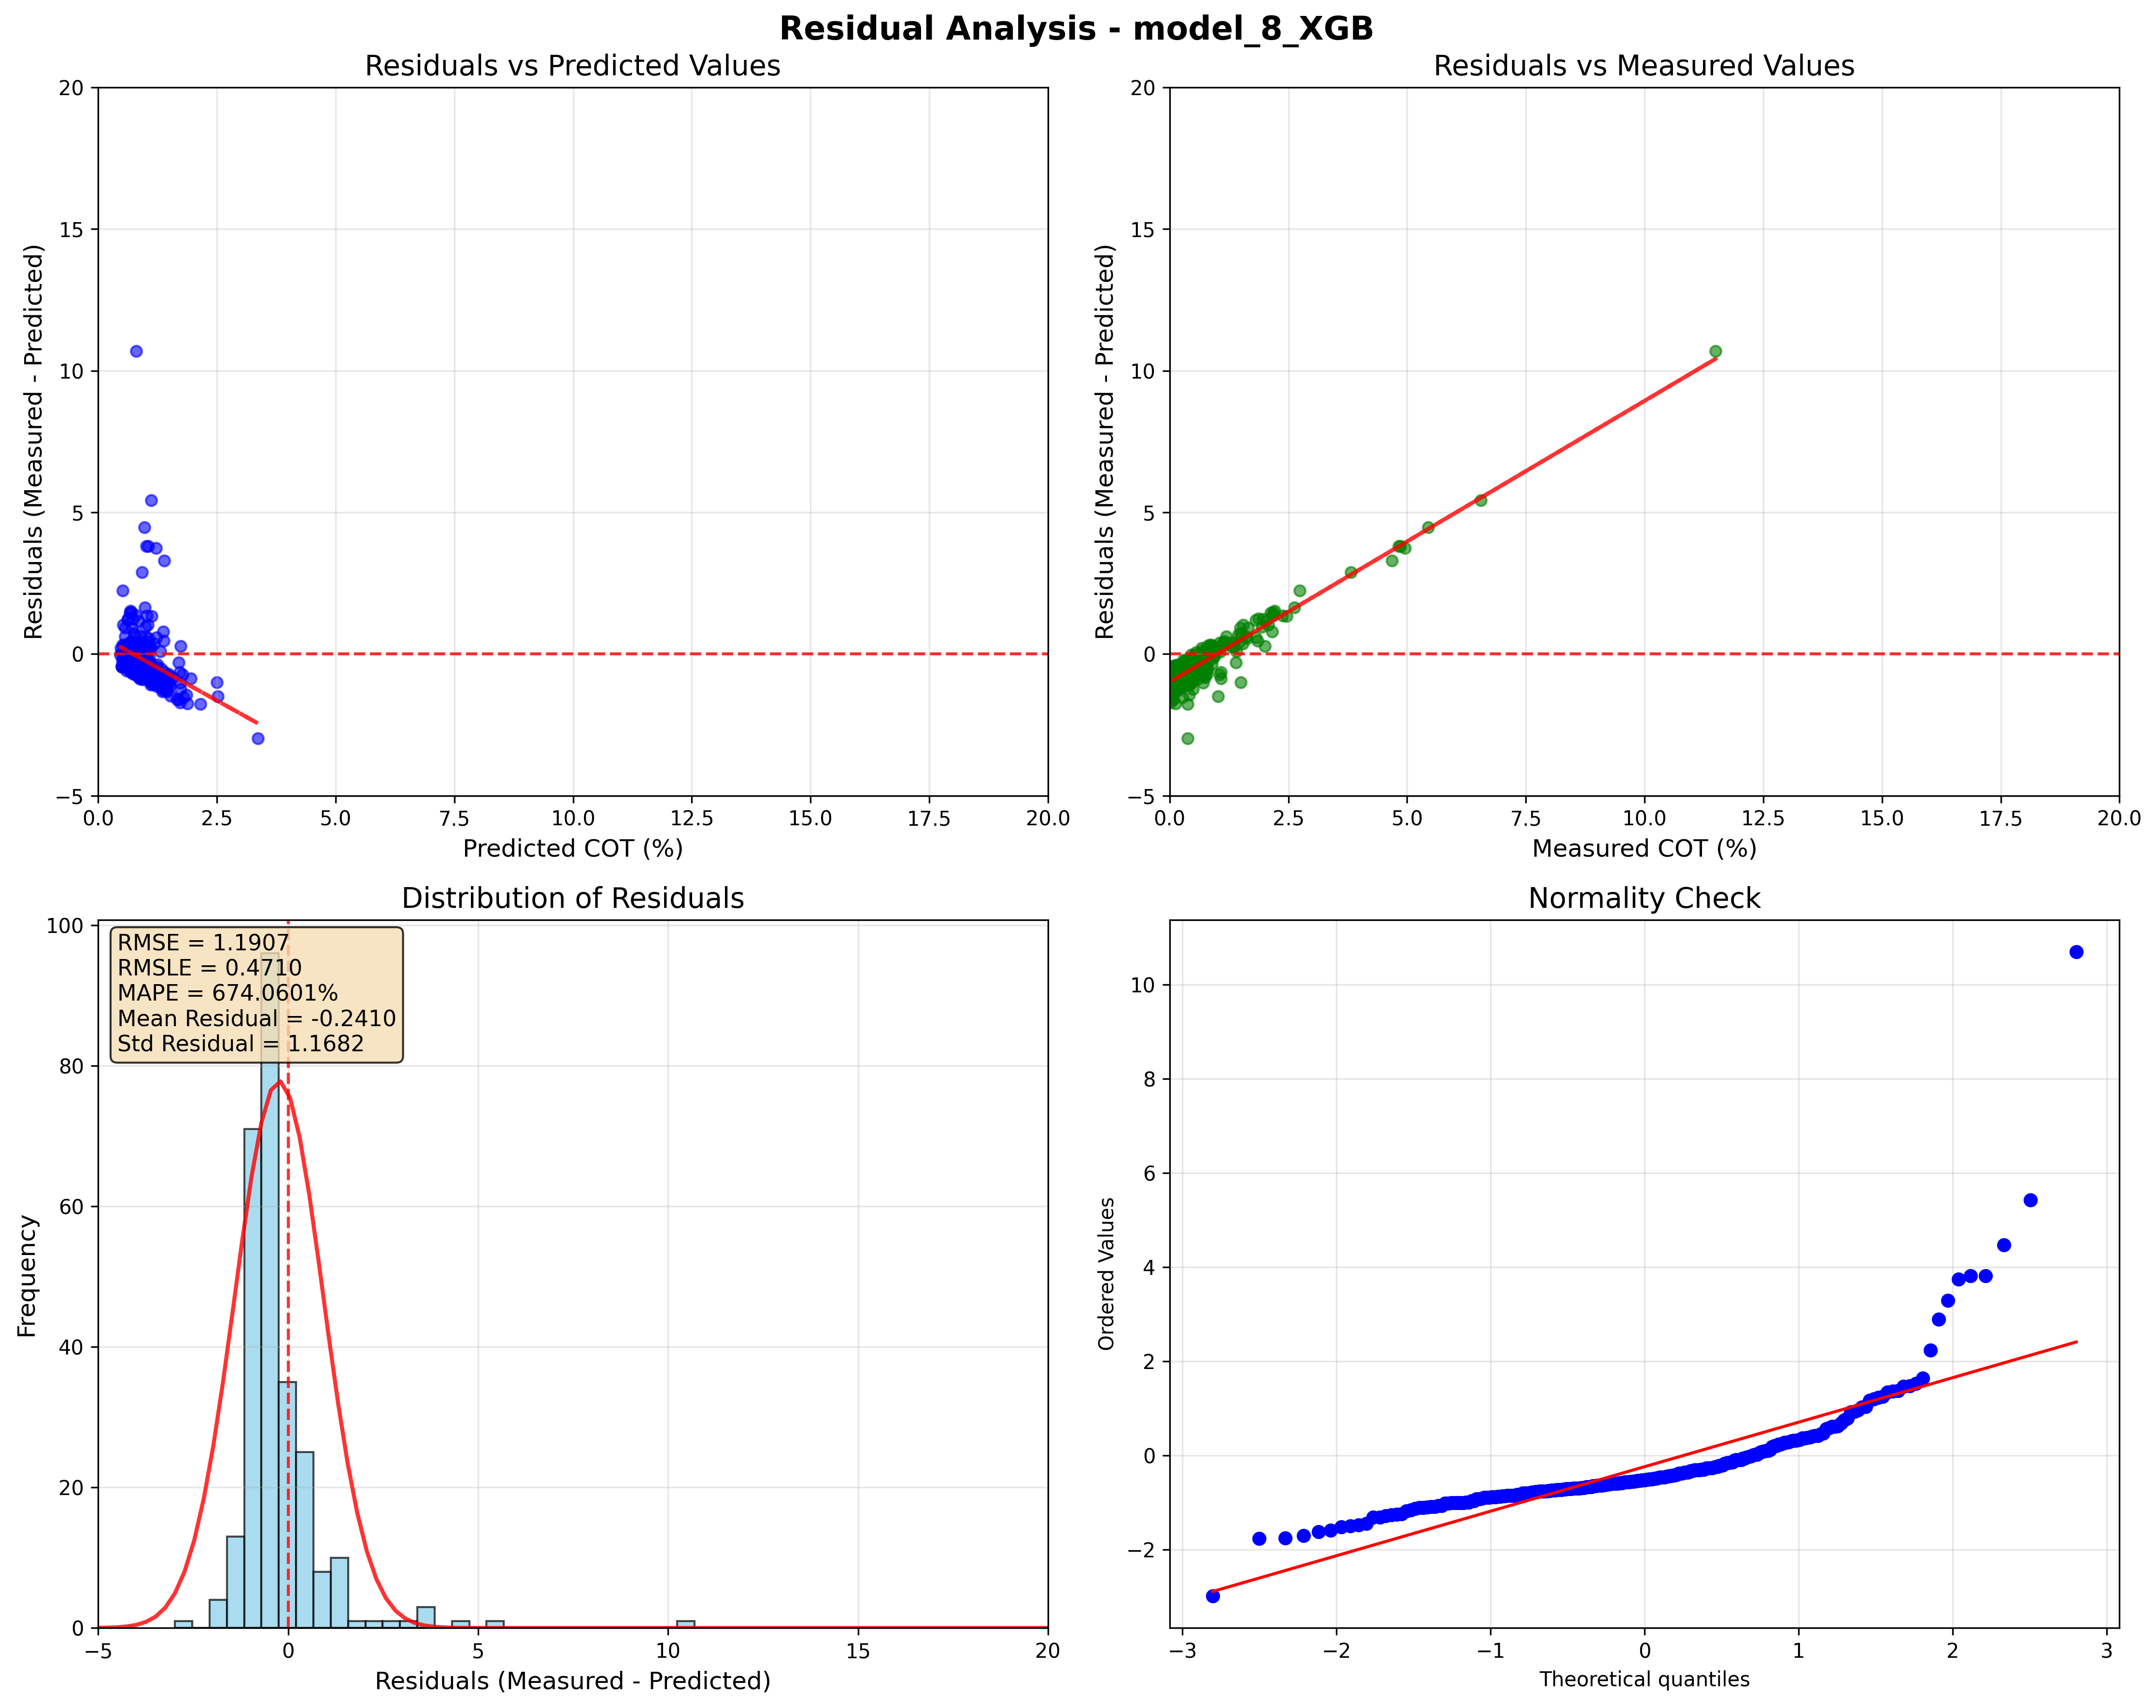 Residual Analysis - model_8_XGB
Residuals vs Predicted Values
20
15
10
5
0
−5
0.0 2.5 5.0 7.5 10.0 12.5 15.0 17.5 20.0
Residuals (Measured - Predicted)
Predicted COT (%)
Residuals vs Measured Values
20
15
10
5
0
−5
0.0 2.5 5.0 7.5 10.0 12.5 15.0 17.5 20.0
Residuals (Measured - Predicted)
Measured COT (%)
Distribution of Residuals
RMSE = 1.1907
RMSLE = 0.4710
MAPE = 674.0601%
Mean Residual = -0.2410
Std Residual = 1.1682
100
80
60
40
20
0
−5 0 5 10 15 20
Frequency
Residuals (Measured - Predicted)
Normality Check
10
8
6
4
2
0
−2
−3 −2 −1 0 1 2 3
Ordered Values
Theoretical quantiles